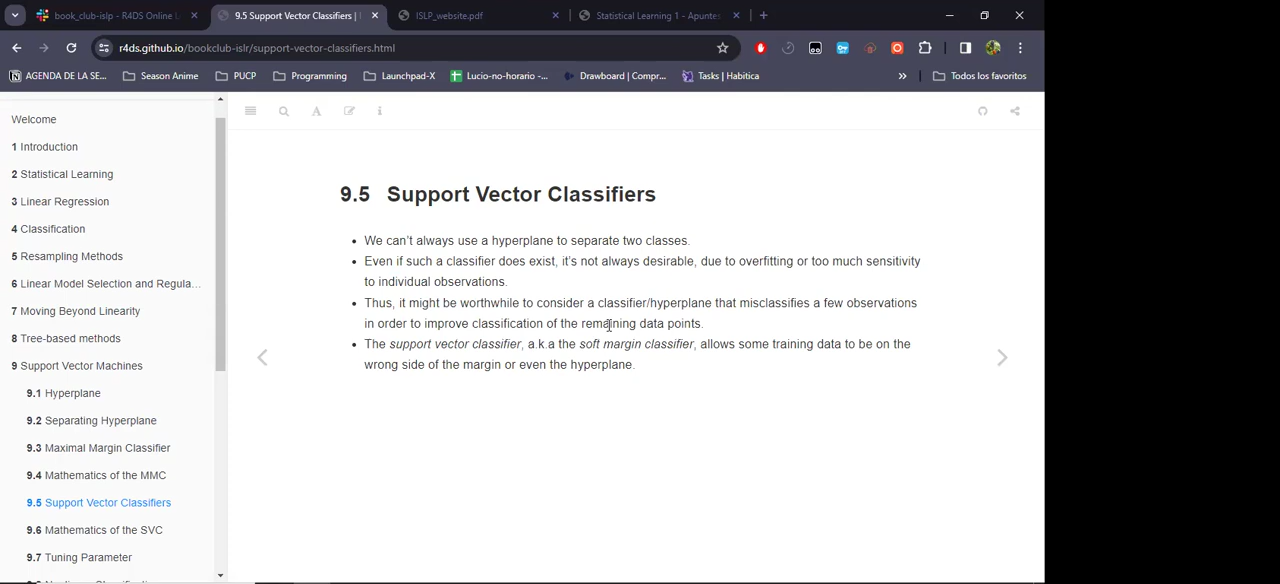 book_club-islp - R4DS Online L
9.5 Support Vector Classifiers |
ISLP_website.pdf
Statistical Learning 1 - Apuntes
r4ds.github.io/bookclub-islr/support-vector-classifiers.html
AGENDA DE LA SE...
Season Anime
PUCP
Programming
Launchpad-X
Lucio-no-horario -...
Drawboard | Compr...
Tasks | Habitica
»
Todos los favoritos
Welcome
1 Introduction
2 Statistical Learning
3 Linear Regression
4 Classification
5 Resampling Methods
6 Linear Model Selection and Regula...
7 Moving Beyond Linearity
8 Tree-based methods
9 Support Vector Machines
9.1 Hyperplane
9.2 Separating Hyperplane
9.3 Maximal Margin Classifier
9.4 Mathematics of the MMC
9.5 Support Vector Classifiers
9.6 Mathematics of the SVC
9.7 Tuning Parameter
9.5 Support Vector Classifiers
• We can't always use a hyperplane to separate two classes.
• Even if such a classifier does exist, it's not always desirable, due to overfitting or too much sensitivity
to individual observations.
• Thus, it might be worthwhile to consider a classifier/hyperplane that misclassifies a few observations
in order to improve classification of the remaining data points.
• The support vector classifier, a.k.a the soft margin classifier, allows some training data to be on the
wrong side of the margin or even the hyperplane.